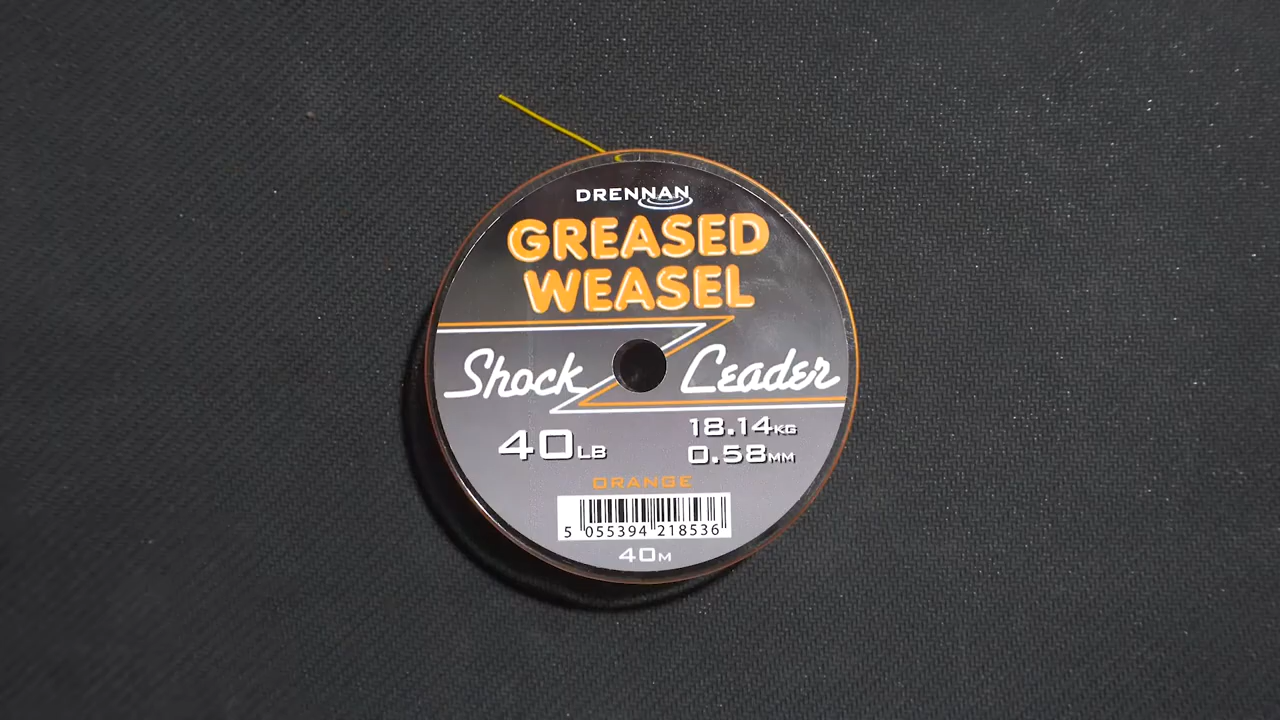 DRENNAN
GREASED
WEASEL
Shock Leader
40LB
18.14KG
0.58MM
ORANGE
5 055394 218536
40M